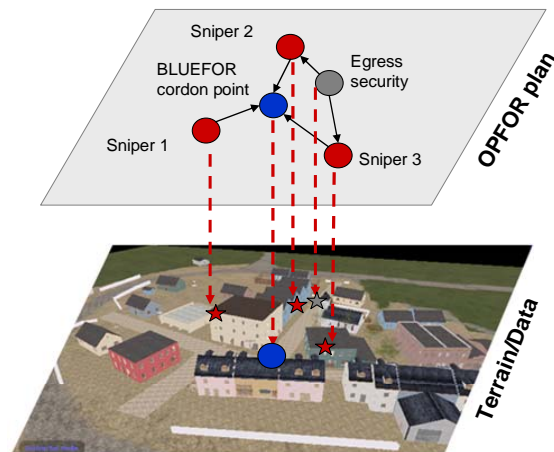 Sniper 2
BLUEFOR
cordon point
Egress
security
Sniper 1
Sniper 3
OPFOR plan
Terrain/Data